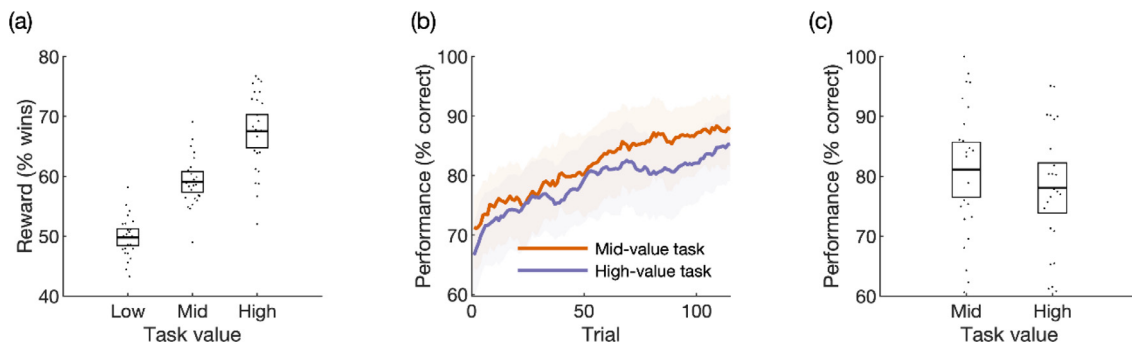 (a)
Reward (% wins)
80
70
60
50
40
Low Mid High
Task value
(b)
Performance (% correct)
100
90
80
70
60
Mid-value task
High-value task
0 50 100
Trial
(c)
Performance (% correct)
100
90
80
70
60
Mid High
Task value